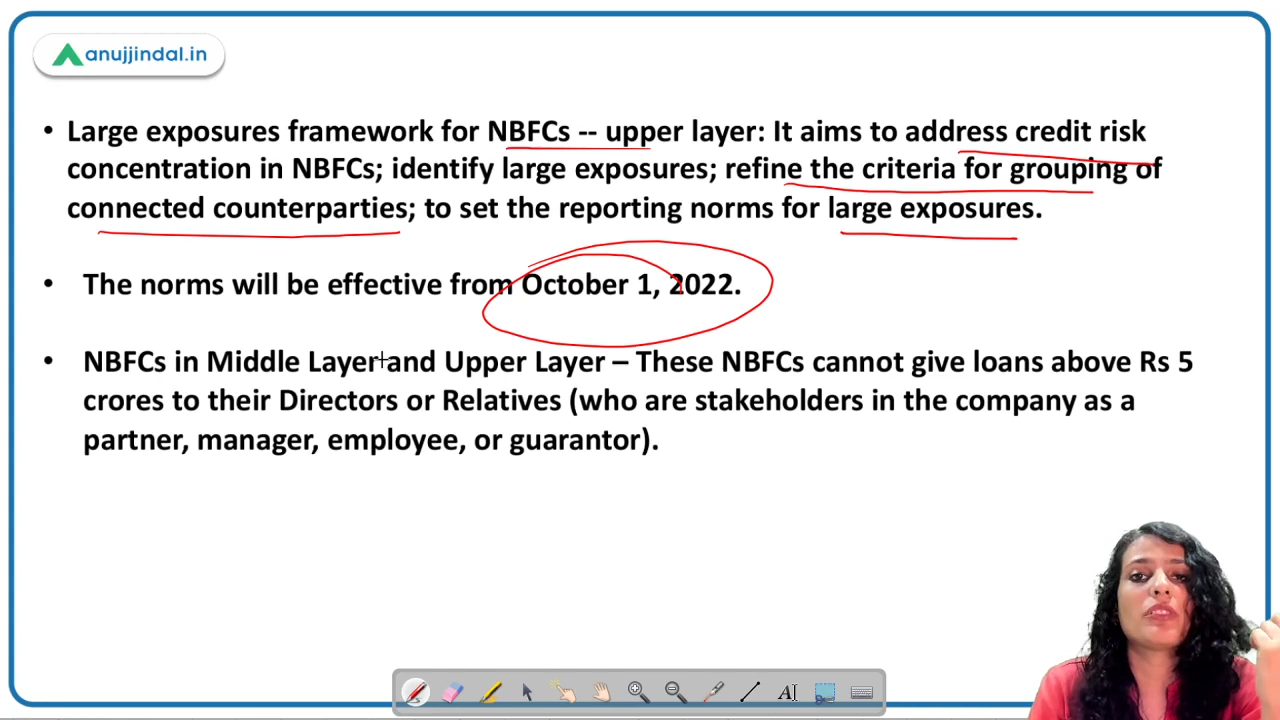 anujjindal.in
• Large exposures framework for NBFCs -- upper layer: It aims to address credit risk
concentration in NBFCs; identify large exposures; refine the criteria for grouping of
connected counterparties; to set the reporting norms for large exposures.
• The norms will be effective from October 1, 2022.
• NBFCs in Middle Layer and Upper Layer – These NBFCs cannot give loans above Rs 5
crores to their Directors or Relatives (who are stakeholders in the company as a
partner, manager, employee, or guarantor).
A